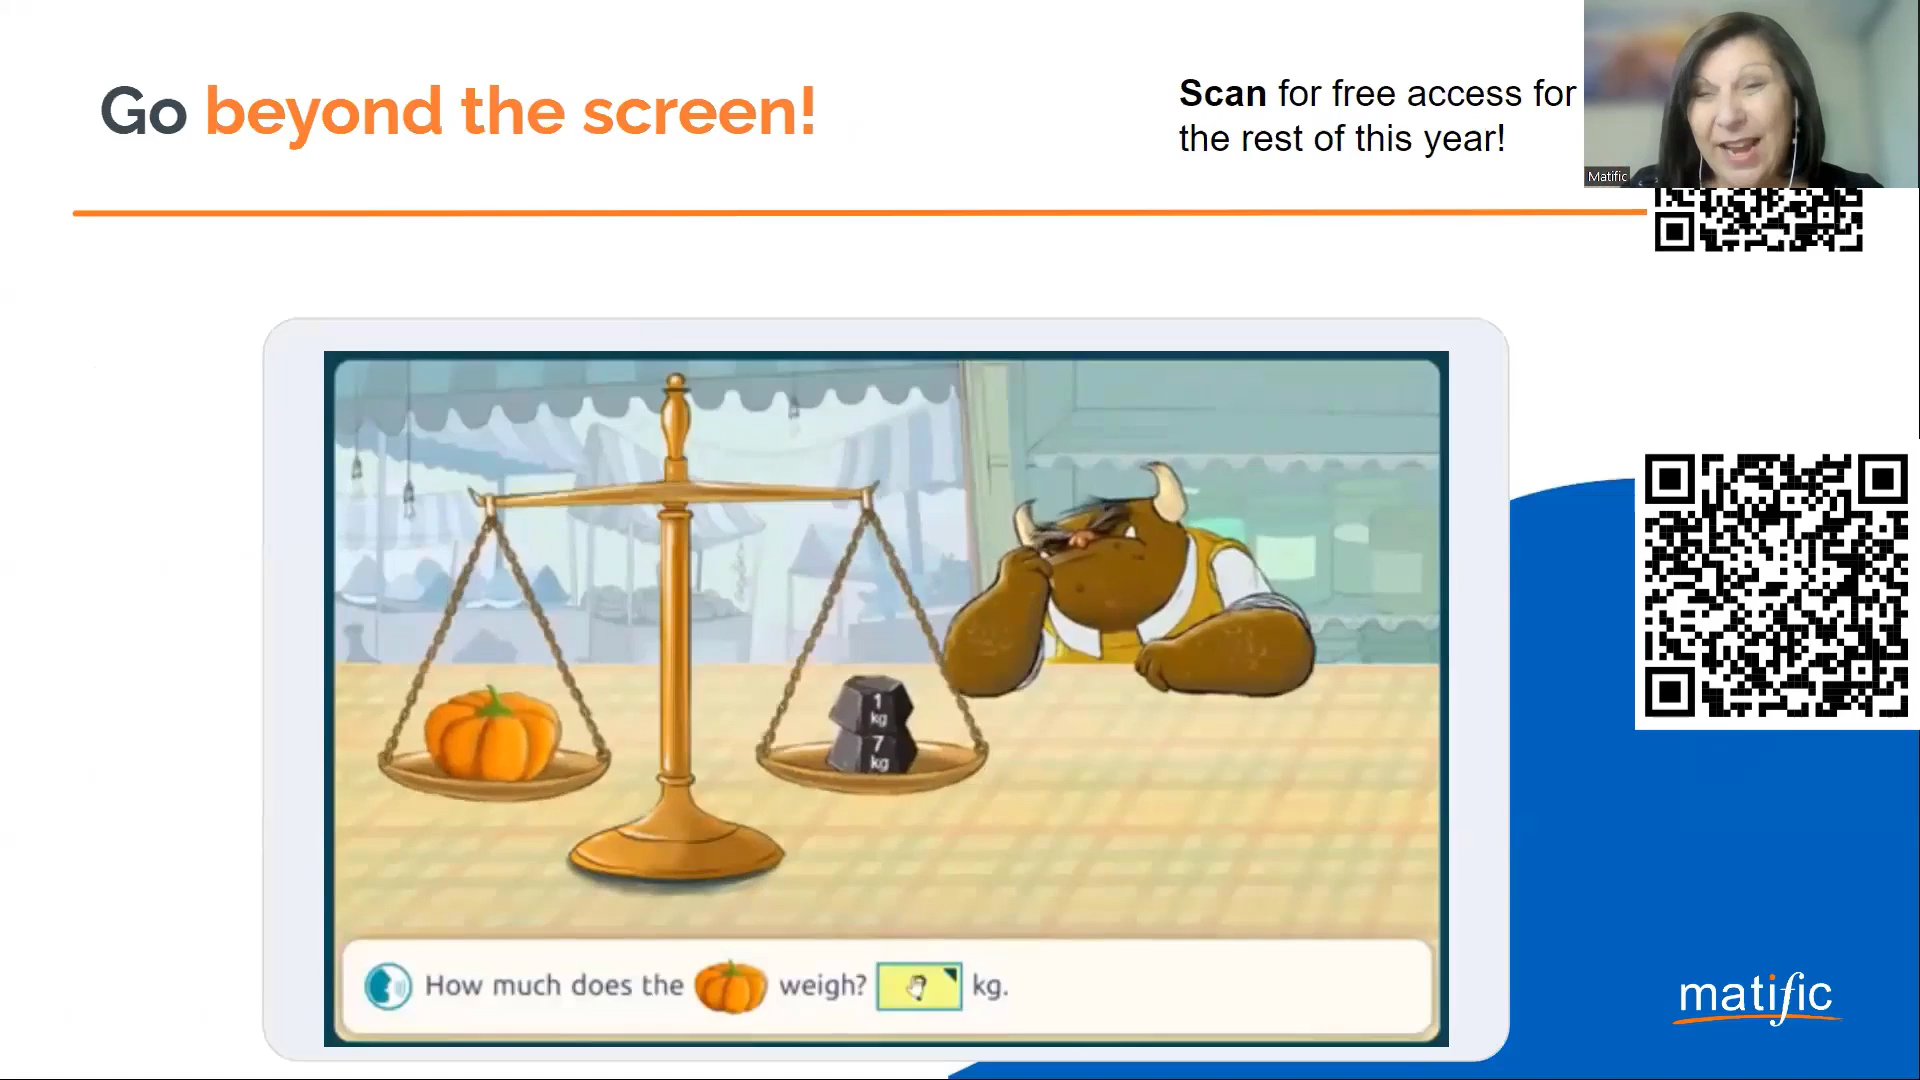 Go beyond the screen!
Scan for free access for
the rest of this year!
Matific
1
kg
7
kg
How much does the weigh? kg.
matific